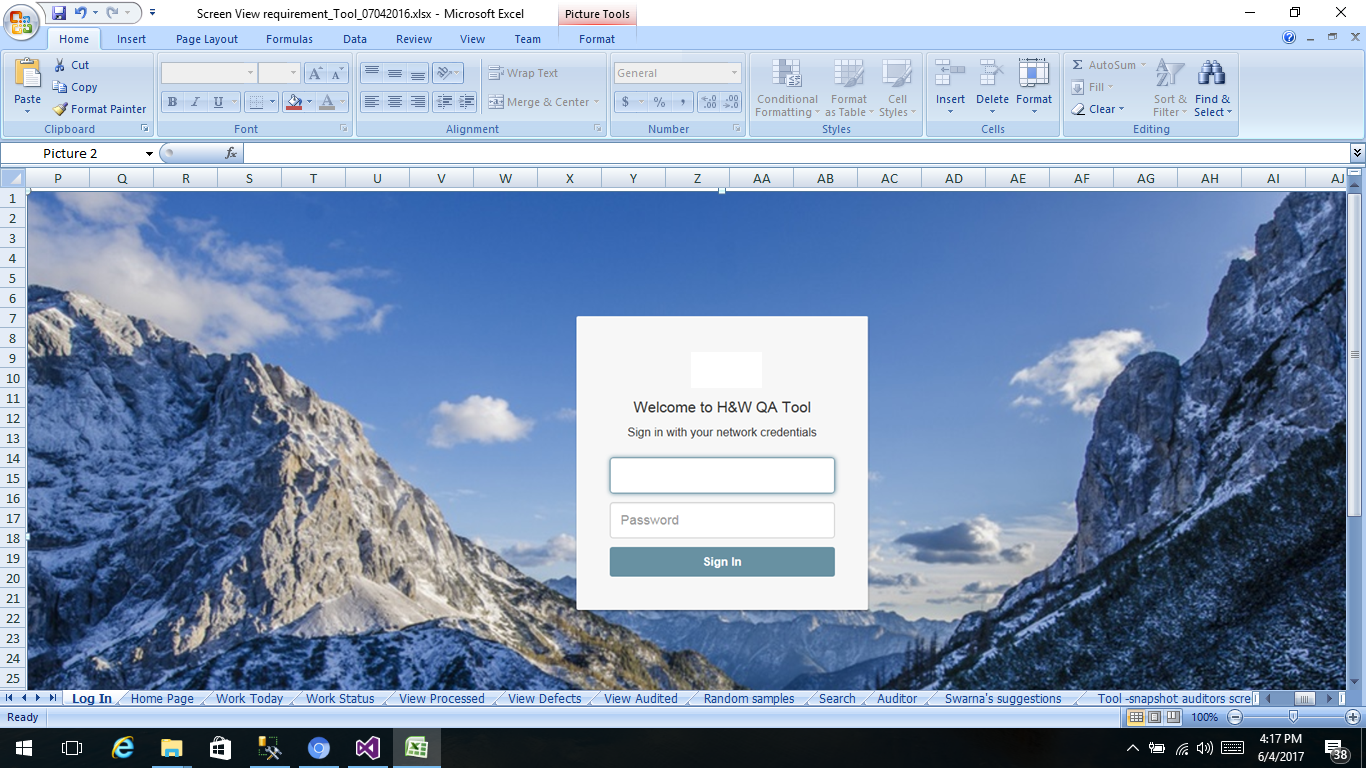 Screen View requirement_Tool_07042016.xlsx - Microsoft Excel
Picture Tools
Home Insert Page Layout Formulas Data Review View Team Format
Paste
Cut
Copy
Format Painter
Clipboard
B I U
A A
A
Font
Wrap Text
Merge & Center
Alignment
General
$ % ,
Number
Conditional Formatting
Format as Table
Cell Styles
Styles
Insert
Delete
Format
Cells
Σ AutoSum
Fill
Clear
Sort & Filter
Find & Select
Editing
Picture 2
fx
P Q R S T U V W X Y Z AA AB AC AD AE AF AG AH AI AJ
1
2
3
4
5
6
7
8
9
10
11
12
13
14
15
16
17
18
19
20
21
22
23
24
25
Welcome to H&W QA Tool
Sign in with your network credentials
Password
Sign In
Log In Home Page Work Today Work Status View Processed View Defects View Audited Random samples Search Auditor Swarna's suggestions Tool -snapshot auditors scre
Ready
100%
4:17 PM
6/4/2017
38